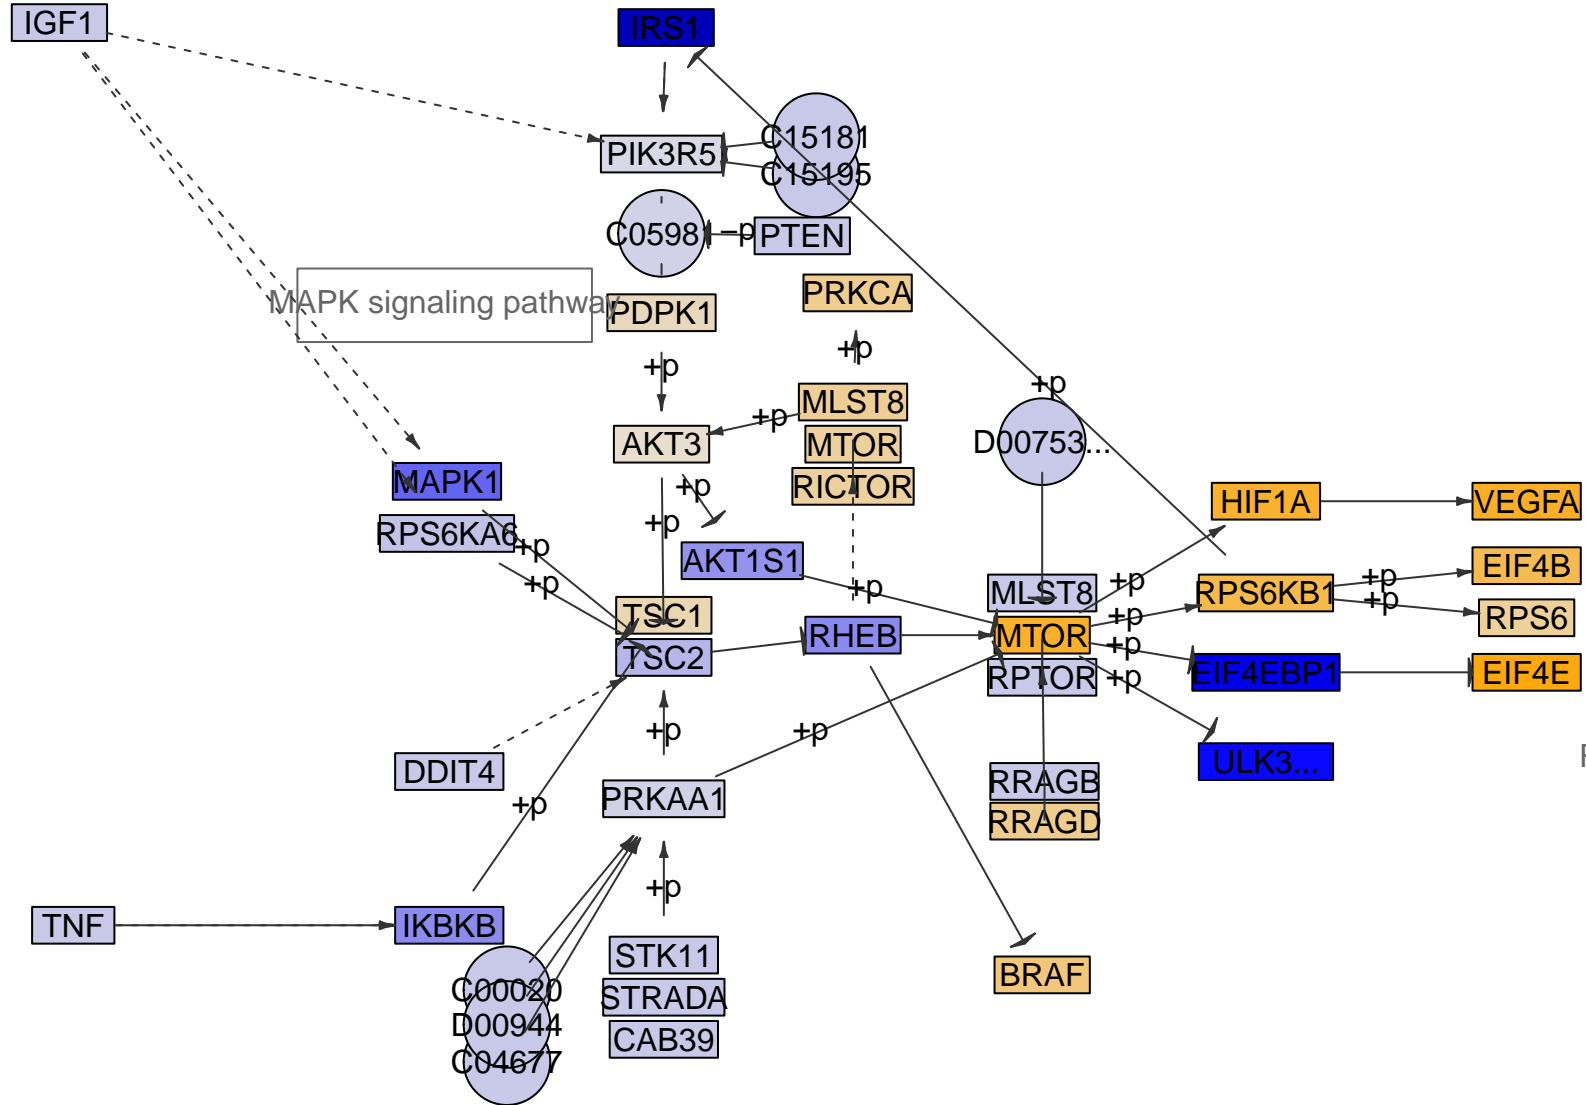 IGF1
IRS1
C15181
PIK3R5
C15195
C0598
−p
PTEN
MAPK signaling pathway
PDPK1
PRKCA
+p
+p
+p
MLST8
+p
AKT3
MTOR
D00753...
MAPK1
+p
RICTOR
HIF1A
VEGFA
RPS6KA6
+p
+p
AKT1S1
EIF4B
+p
+p
+p
+p
MLST8
RPS6KB1
+p
TSC1
+p
RPS6
RHEB
MTOR
+p
TSC2
RPTOR
+p
EIF4EBP1
EIF4E
+p
+p
ULK3...
DDIT4
RRAGB
+p
PRKAA1
RRAGD
+p
TNF
IKBKB
STK11
BRAF
C00020
STRADA
D00944
CAB39
C04677